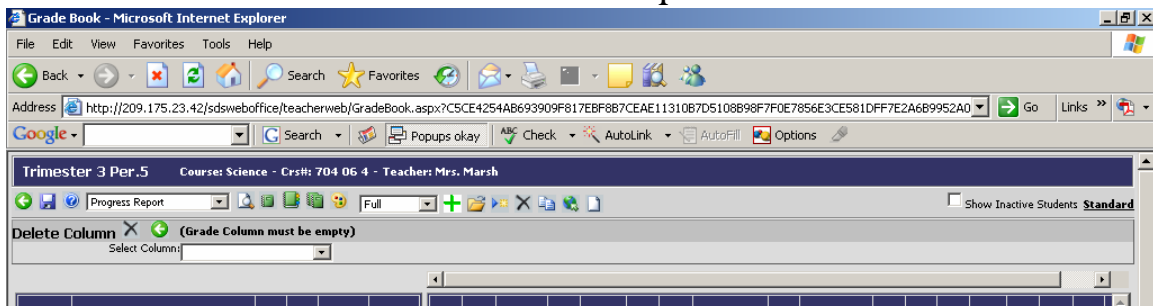 Grade Book - Microsoft Internet Explorer
File Edit View Favorites Tools Help
Back Search Favorites
Address http://209.175.23.42/sdsweboffice/teacherweb/GradeBook.aspx?C5CE4254AB693909F817EBF8B7CEAE11310B7D5108B98F7F0E7856E3CE581DFF7E2A6B9952A0 Go Links »
Google Search Popups okay ABC Check AutoLink AutoFill Options
Trimester 3 Per.5 Course: Science - Crs#: 704 06 4 - Teacher: Mrs. Marsh
Progress Report Full Show Inactive Students Standard
Delete Column (Grade Column must be empty)
Select Column: